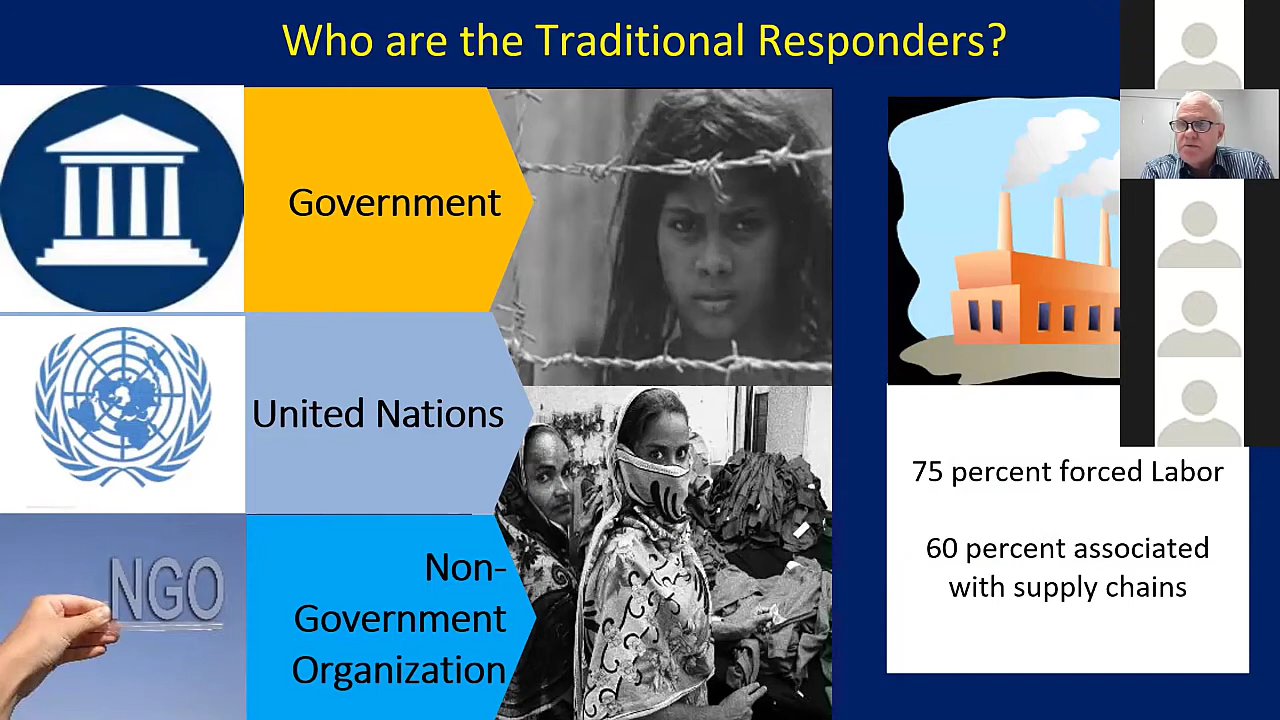 Who are the Traditional Responders?
Government
United Nations
NGO
Non-
Government
Organization
75 percent forced Labor
60 percent associated
with supply chains